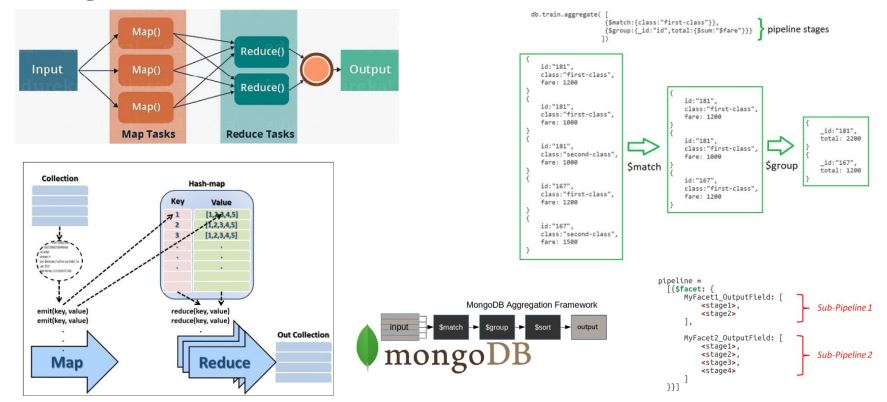 Map()
Map()
Map()
Input
Reduce()
Reduce()
Output
Map Tasks
Reduce Tasks
db.train.aggregate( [
{$match:{class:"first-class"}},
{$group:{_id:"id",total:{$sum:"$fare"}}}
])
pipeline stages
{
id:"181",
class:"first-class",
fare: 1200
}
{
id:"181",
class:"first-class",
fare: 1000
}
{
id:"181",
class:"second-class",
fare: 1000
}
{
id:"167",
class:"first-class",
fare: 1200
}
{
id:"167",
class:"second-class",
fare: 1500
}
$match
{
id:"181",
class:"first-class",
fare: 1200
}
{
id:"181",
class:"first-class",
fare: 1000
}
{
id:"167",
class:"first-class",
fare: 1200
}
$group
{
_id:"181",
total: 2200
}
{
_id:"167",
total: 1200
}
Collection
Hash-map
Key Value
1 [1,2,3,4,5]
2 [1,2,3,4,5]
3 [1,2,3,4,5]
emit(key, value)
emit(key, value)
reduce(key, value)
reduce(key, value)
Out Collection
Map
Reduce
MongoDB Aggregation Framework
input
$match
$group
$sort
output
mongoDB
pipeline =
[{$facet: {
MyFacet1_OutputField: [
<stage1>,
<stage2>
],
Sub-Pipeline 1
MyFacet2_OutputField: [
<stage1>,
<stage2>,
<stage3>,
<stage4>
]
Sub-Pipeline 2
}}]